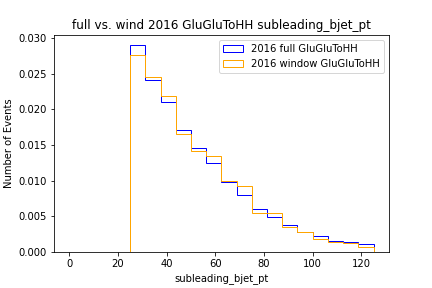 full vs. wind 2016 GluGluToHH subleading_bjet_pt
2016 full GluGluToHH
2016 window GluGluToHH
Number of Events
0.030
0.025
0.020
0.015
0.010
0.005
0.000
0 20 40 60 80 100 120
subleading_bjet_pt